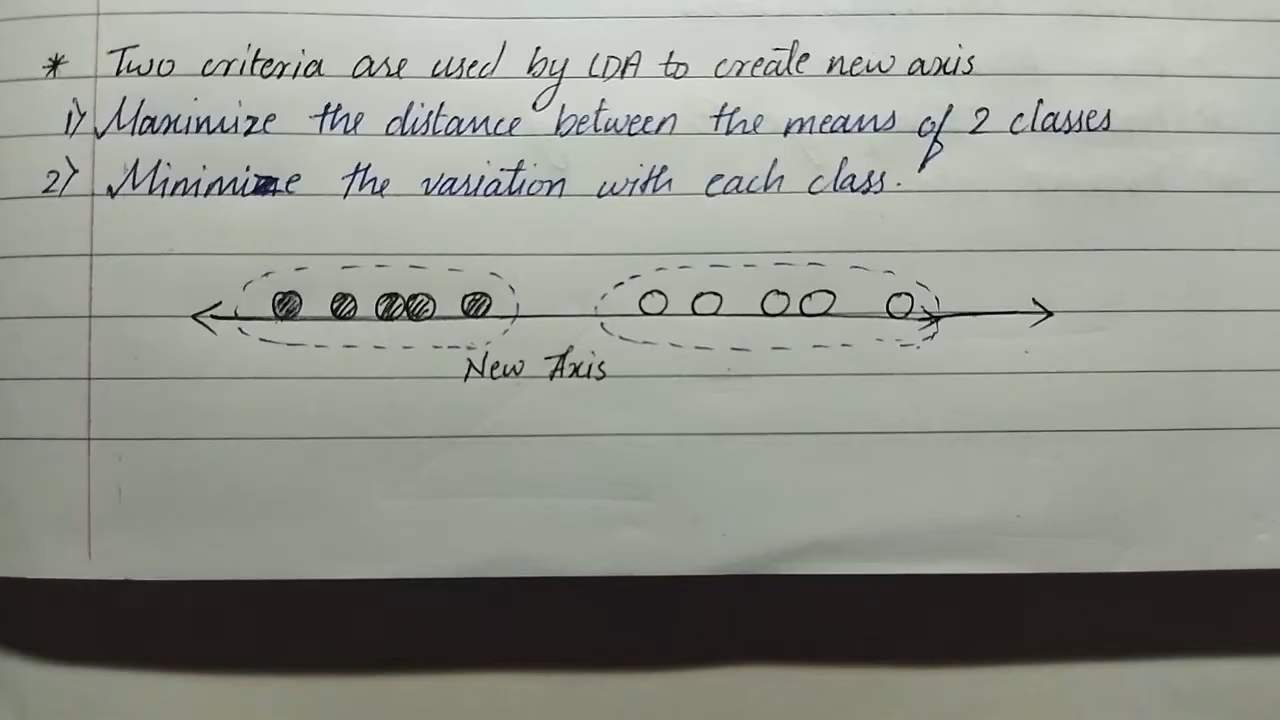 * Two criteria are used by LDA to create new axis
1) Maximize the distance between the means of 2 classes
2) Minimize the variation with each class.
New Axis